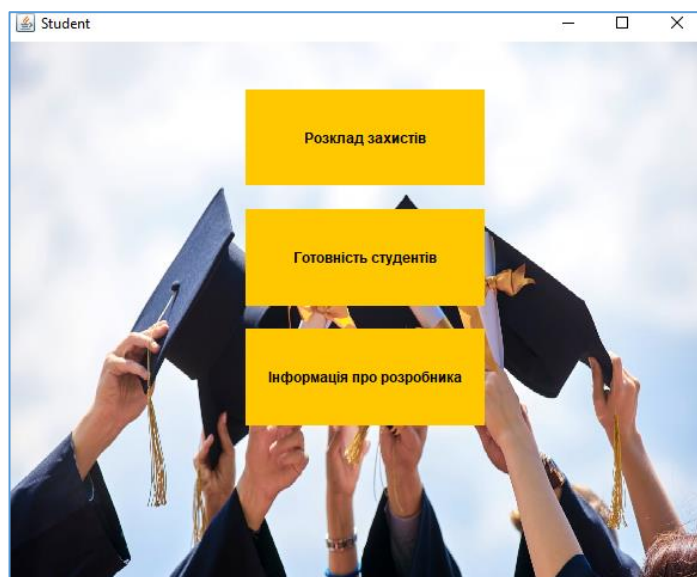 Student
Розклад захистів
Готовність студентів
Інформація про розробника